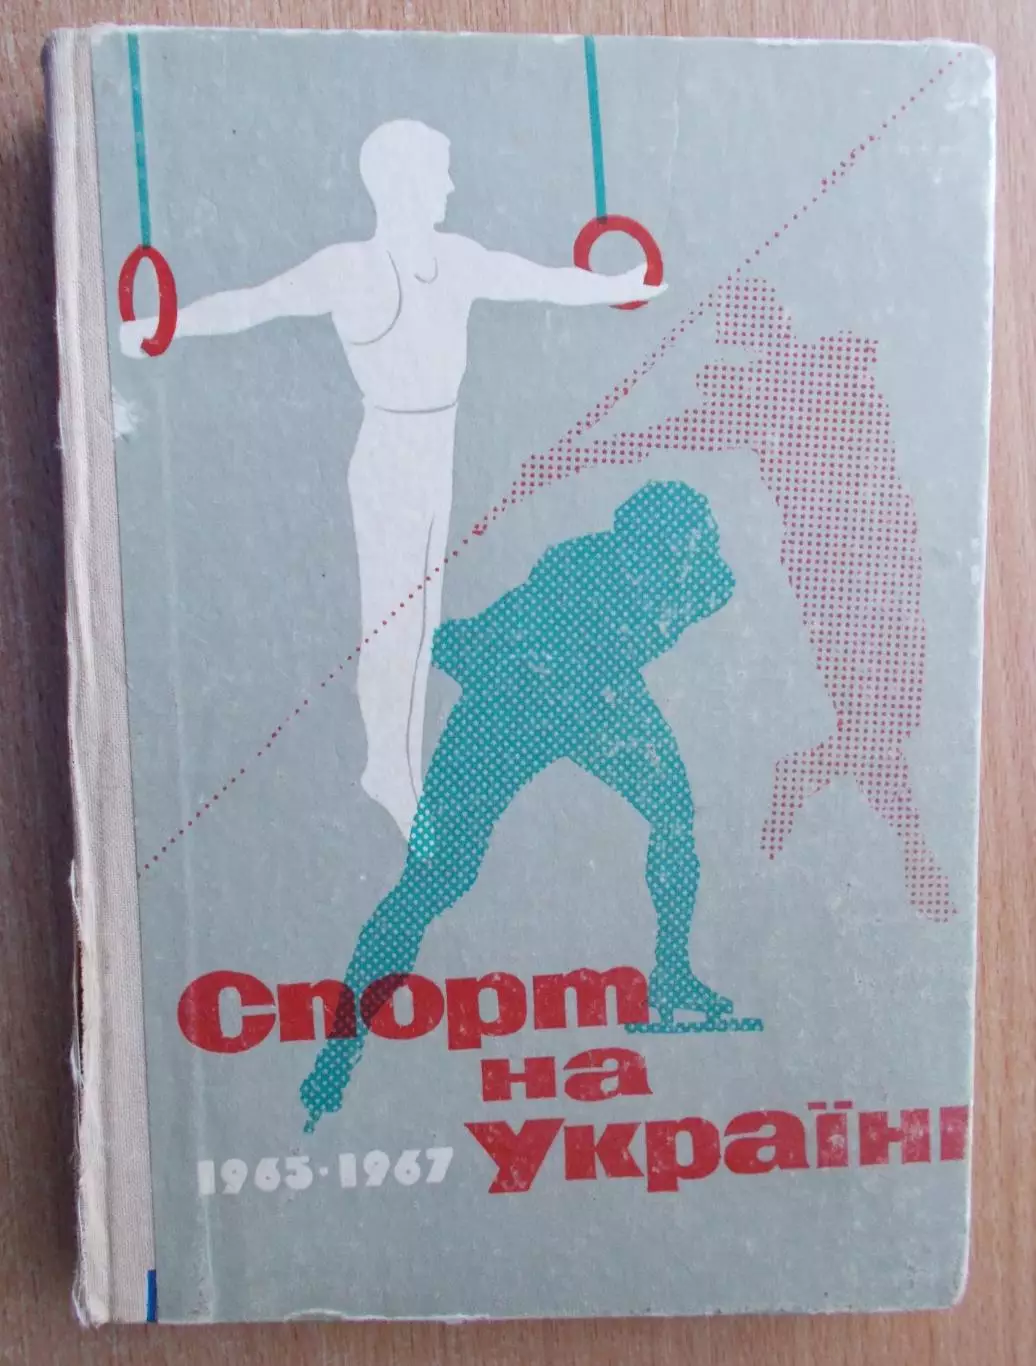 Спорт
на
Україні
1965·1967